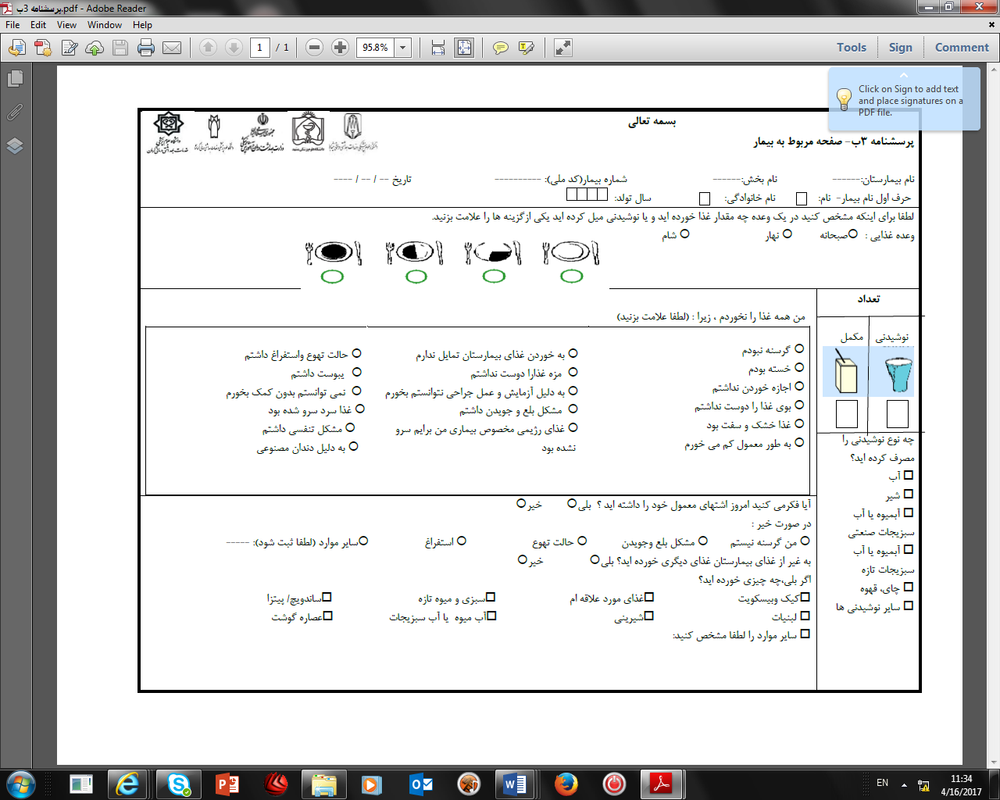 پرسشنامه 3ب.pdf - Adobe Reader
File Edit View Window Help
1 / 1 95.8% Tools Sign Comment
Click on Sign to add text
and place signatures on a
PDF file.
بسمه تعالی
پرسشنامه ۳ب- صفحه مربوط به بیمار
نام بیمارستان:------ نام بخش:------ شماره بیمار(کد ملی): ---------- تاریخ -- / -- / ----
حرف اول نام بیمار- نام: نام خانوادگی: سال تولد:
لطفا برای اینکه مشخص کنید در یک وعده چه مقدار غذا خورده اید و یا نوشیدنی میل کرده اید یکی ازگزینه ها را علامت بزنید.
وعده غذایی : صبحانه نهار شام
تعداد
نوشیدنی مکمل
چه نوع نوشیدنی را
مصرف کرده اید؟
آب
شیر
آبمیوه یا آب
سبزیجات صنعتی
آبمیوه یا آب
سبزیجات تازه
چای، قهوه
سایر نوشیدنی ها
من همه غذا را نخوردم ، زیرا : (لطفا علامت بزنید)
گرسنه نبودم
خسته بودم
اجازه خوردن نداشتم
بوی غذا را دوست نداشتم
غذا خشک و سفت بود
به طور معمول کم می خورم
به خوردن غذای بیمارستان تمایل ندارم
مزه غذارا دوست نداشتم
به دلیل آزمایش و عمل جراحی نتوانستم بخورم
مشکل بلع و جویدن داشتم
غذای رژیمی مخصوص بیماری من برایم سرو
نشده بود
حالت تهوع واستفراغ داشتم
یبوست داشتم
نمی توانستم بدون کمک بخورم
غذا سرد سرو شده بود
مشکل تنفسی داشتم
به دلیل دندان مصنوعی
آیا فکرمی کنید امروز اشتهای معمول خود را داشته اید ؟ بلی خیر
در صورت خیر :
من گرسنه نیستم مشکل بلع وجویدن حالت تهوع استفراغ سایر موارد (لطفا ثبت شود): -----
به غیر از غذای بیمارستان غذای دیگری خورده اید؟ بلی خیر
اگر بلی،چه چیزی خورده اید؟
کیک وبیسکویت غذای مورد علاقه ام سبزی و میوه تازه ساندویچ/ پیتزا
لبنیات شیرینی آب میوه یا آب سبزیجات عصاره گوشت
سایر موارد را لطفا مشخص کنید:
EN 11:34
4/16/2017